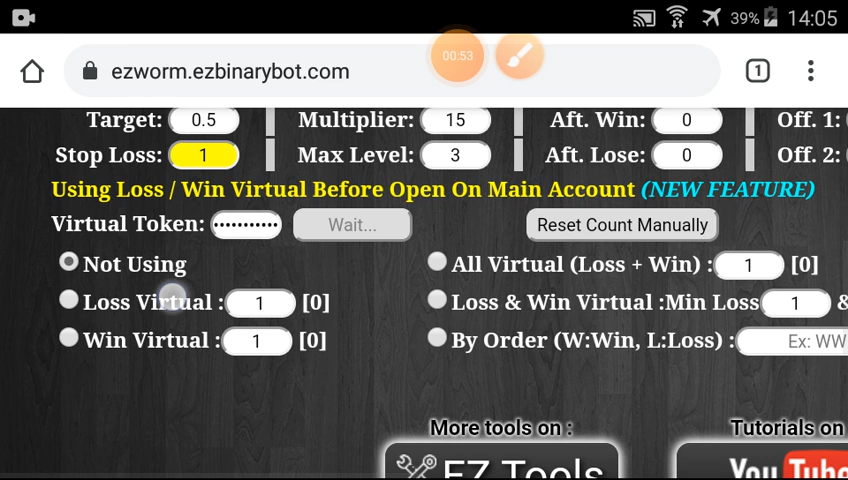 39% 14:05
ezworm.ezbinarybot.com 1
00:53
Target: 0.5 Multiplier: 15 Aft. Win: 0 Off. 1:
Stop Loss: 1 Max Level: 3 Aft. Lose: 0 Off. 2:
Using Loss / Win Virtual Before Open On Main Account (NEW FEATURE)
Virtual Token: ••••••••••• Wait... Reset Count Manually
Not Using All Virtual (Loss + Win) : 1 [0]
Loss Virtual : 1 [0] Loss & Win Virtual :Min Loss 1 &
Win Virtual : 1 [0] By Order (W:Win, L:Loss) : Ex: WW
More tools on : Tutorials on
EZ Tools YouTube